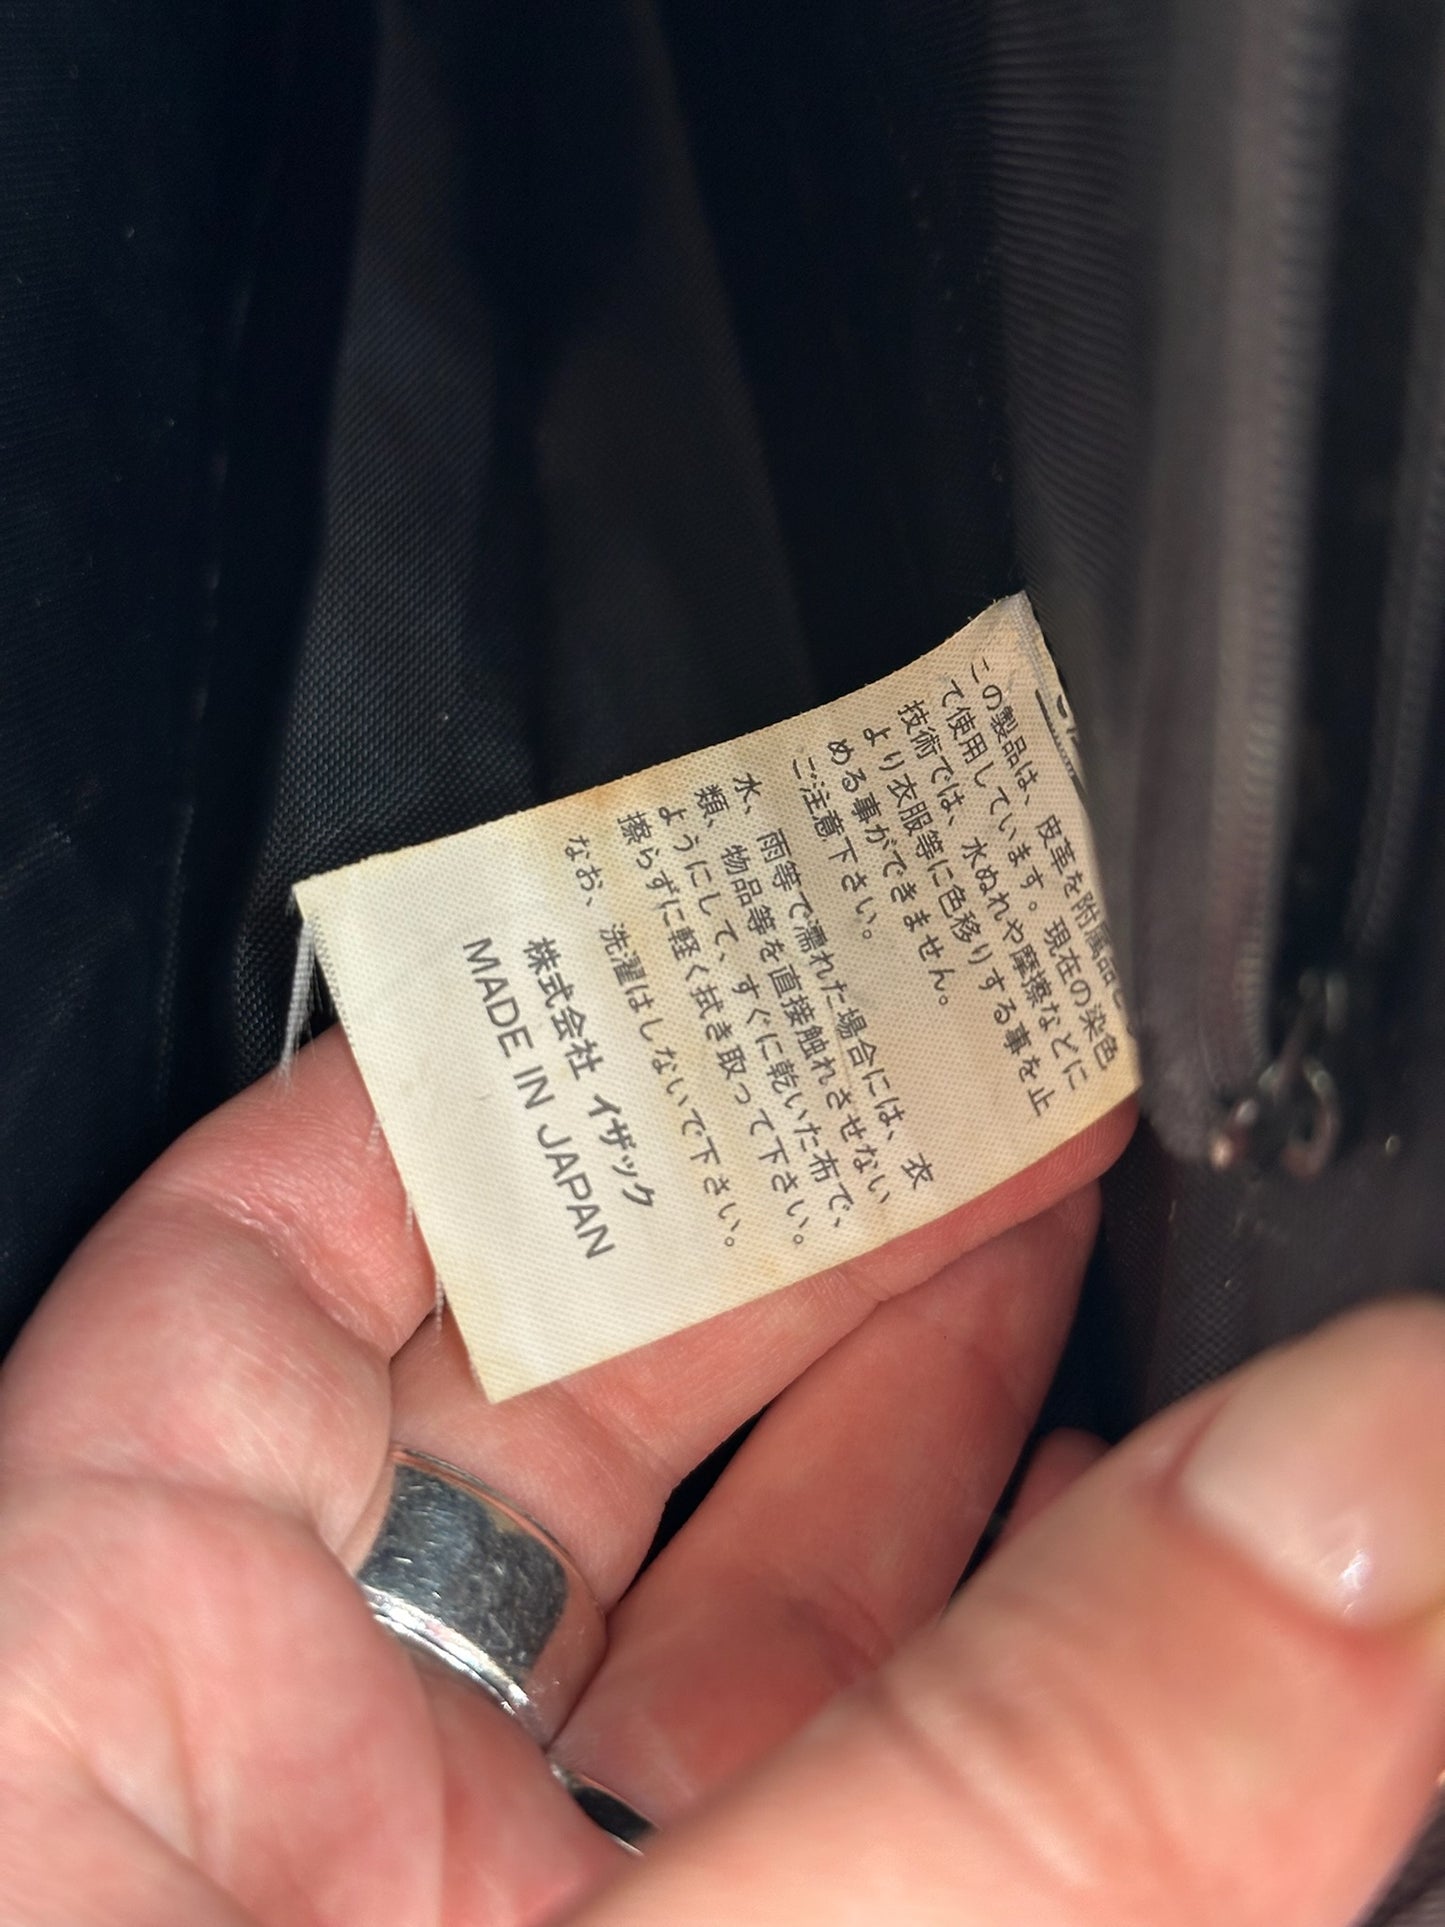 この製品は、皮革を附属品とし
て使用しています。現在の染色
技術では、水ぬれや摩擦などに
より衣服等に色移りする事を止
める事ができません。
ご注意下さい。
水、雨等で濡れた場合には、衣
類、物品等を直接触れさせない
ようにして、すぐに乾いた布で、
擦らずに軽く拭き取って下さい。
なお、洗濯はしないで下さい。
株式会社 イザック
MADE IN JAPAN